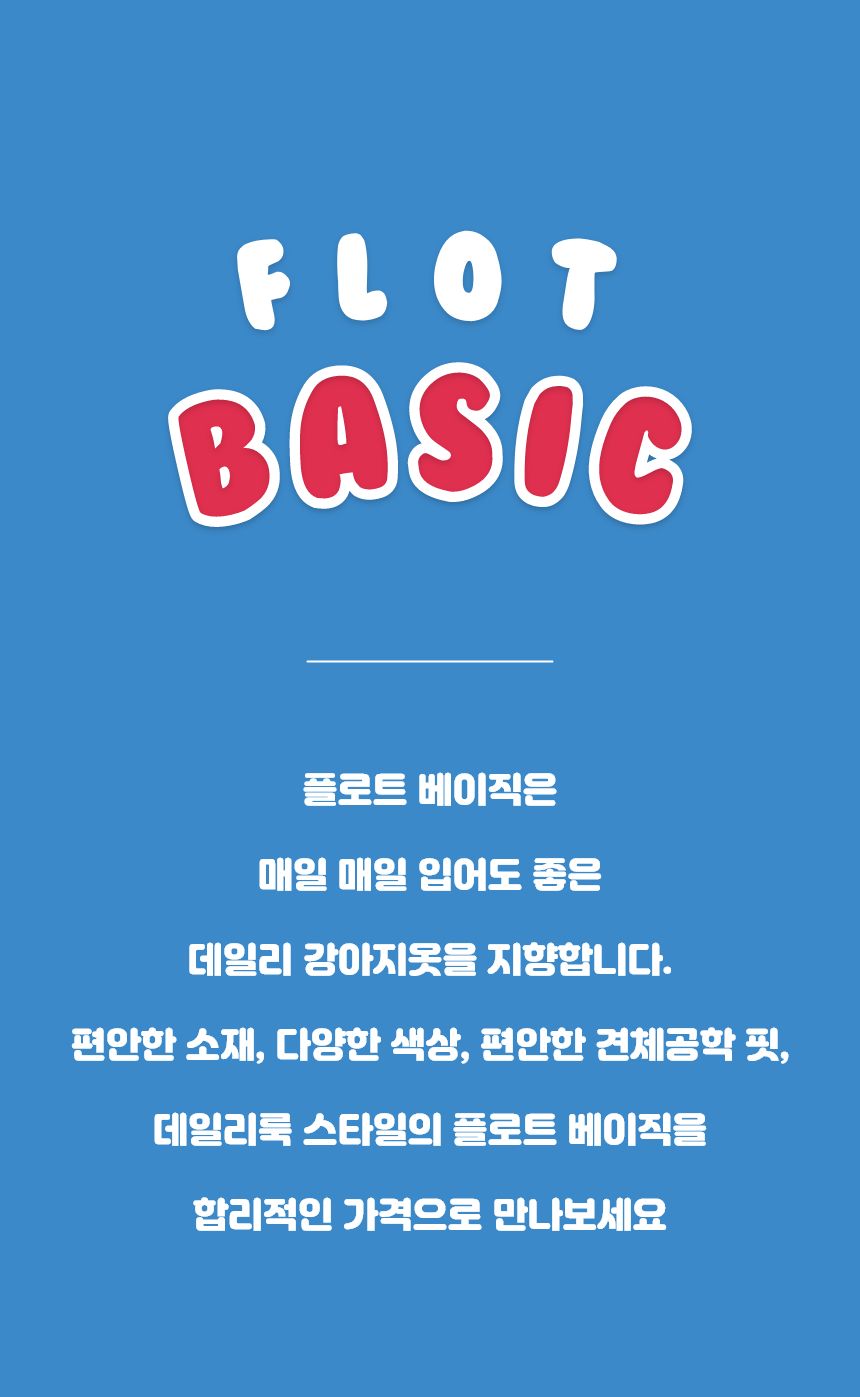 FLOT
BASIC
플로트 베이직은
매일 매일 입어도 좋은
데일리 강아지옷을 지향합니다.
편안한 소재, 다양한 색상, 편안한 견체공학 핏,
데일리룩 스타일의 플로트 베이직을
합리적인 가격으로 만나보세요